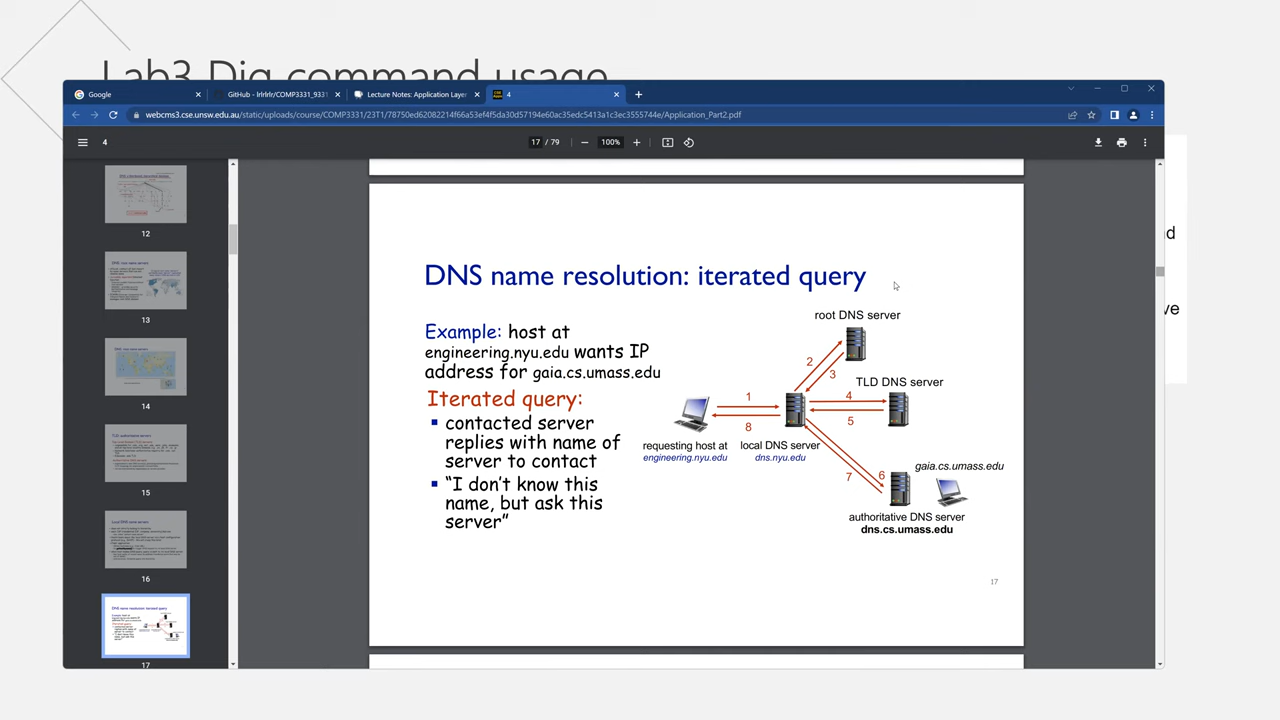 Lab3 Dig command usage
Google
GitHub - lrlrlrlr/COMP3331_9331
Lecture Notes: Application Laye
4
webcms3.cse.unsw.edu.au/static/uploads/course/COMP3331/23T1/78750ed62082214f66a53ef4f5da30d57194e60ac35edc5413a1c3ec3555744e/Application_Part2.pdf
4
17 / 79
100%
12
13
14
15
16
17
DNS name resolution: iterated query
Example: host at
engineering.nyu.edu wants IP
address for gaia.cs.umass.edu
Iterated query:
▪ contacted server
replies with name of
server to contact
▪ “I don’t know this
name, but ask this
server”
root DNS server
2
3
TLD DNS server
1
4
8
5
requesting host at
engineering.nyu.edu
local DNS server
dns.nyu.edu
7
6
gaia.cs.umass.edu
authoritative DNS server
dns.cs.umass.edu
17